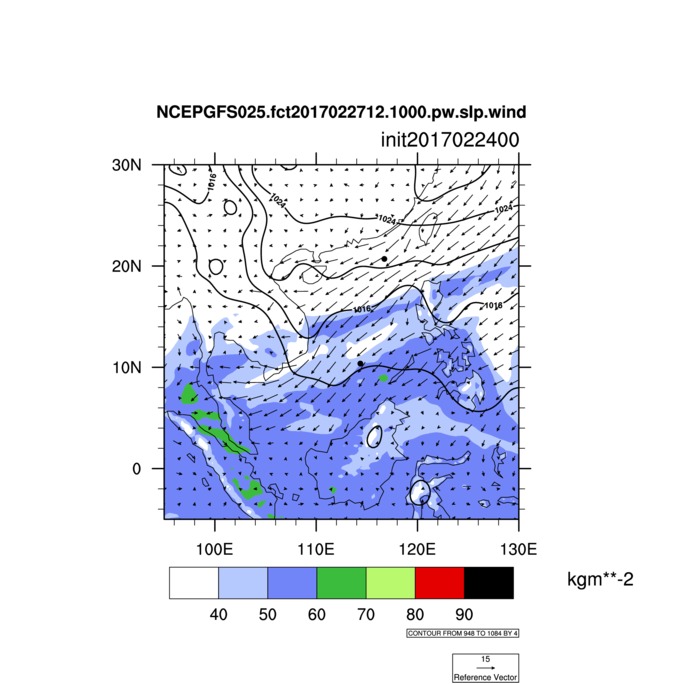 NCEPGFS025.fct2017022712.1000.pw.slp.wind
init2017022400
30N
20N
10N
0
1016
1024
1024
1024
1016
1016
100E 110E 120E 130E
kgm**-2
40 50 60 70 80 90
CONTOUR FROM 948 TO 1084 BY 4
15
Reference Vector